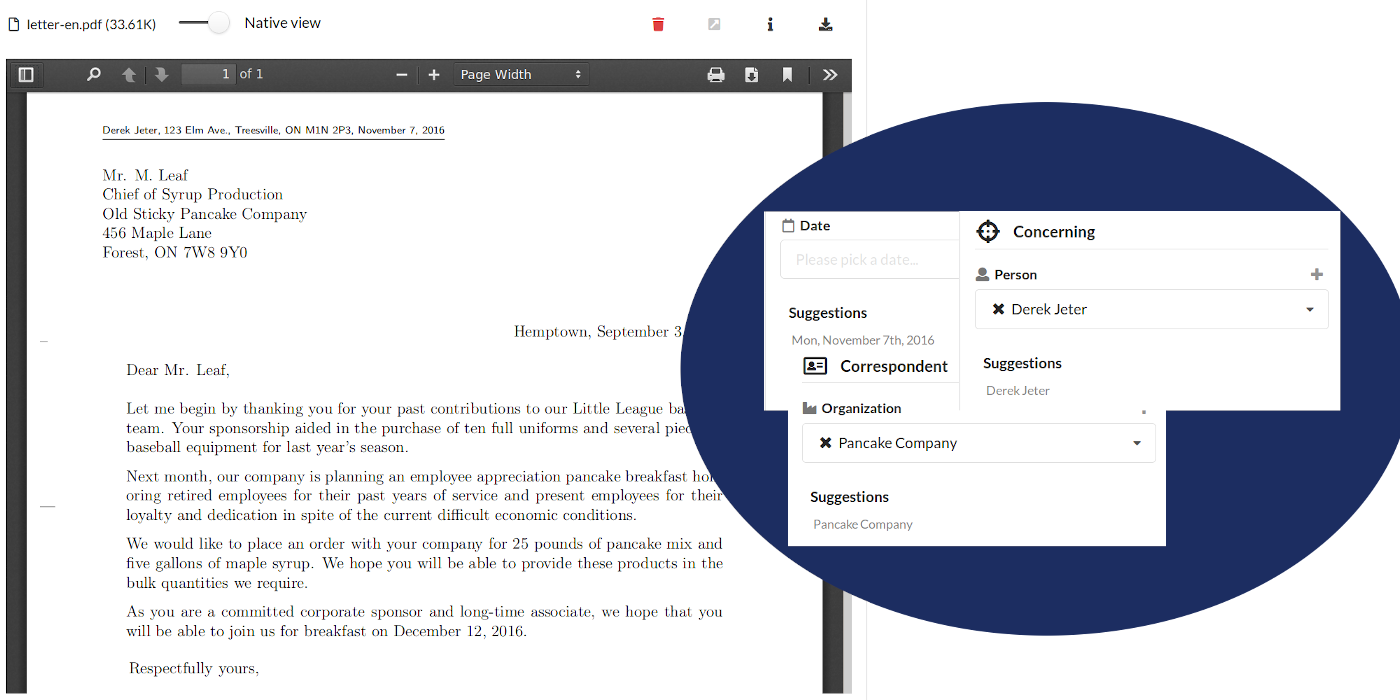 letter-en.pdf (33.61K)
Native view
1 of 1
Page Width
Derek Jeter, 123 Elm Ave., Treesville, ON M1N 2P3, November 7, 2016
Mr. M. Leaf
Chief of Syrup Production
Old Sticky Pancake Company
456 Maple Lane
Forest, ON 7W8 9Y0
Hemptown, September 3
Dear Mr. Leaf,
Let me begin by thanking you for your past contributions to our Little League
team. Your sponsorship aided in the purchase of ten full uniforms and several
baseball equipment for last year's season.
Next month, our company is planning an employee appreciation pancake breakfast
oring retired employees for their past years of service and present employees for their
loyalty and dedication in spite of the current difficult economic conditions.
We would like to place an order with your company for 25 pounds of pancake mix and
five gallons of maple syrup. We hope you will be able to provide these products in the
bulk quantities we require.
As you are a committed corporate sponsor and long-time associate, we hope that you
will be able to join us for breakfast on December 12, 2016.
Respectfully yours,
Date
Please pick a date...
Suggestions
Mon, November 7th, 2016
Correspondent
Organization
Pancake Company
Suggestions
Pancake Company
Concerning
Person
Derek Jeter
Suggestions
Derek Jeter